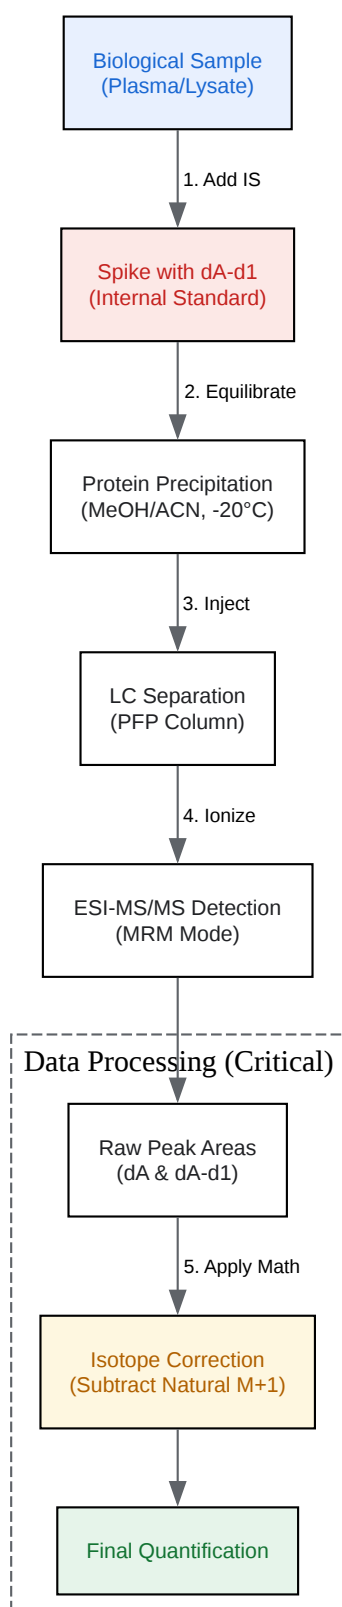 Biological Sample
(Plasma/Lysate)
1. Add IS
Spike with dA-d1
(Internal Standard)
2. Equilibrate
Protein Precipitation
(MeOH/ACN, -20°C)
3. Inject
LC Separation
(PFP Column)
4. Ionize
ESI-MS/MS Detection
(MRM Mode)
Data Processing (Critical)
Raw Peak Areas
(dA & dA-d1)
5. Apply Math
Isotope Correction
(Subtract Natural M+1)
Final Quantification